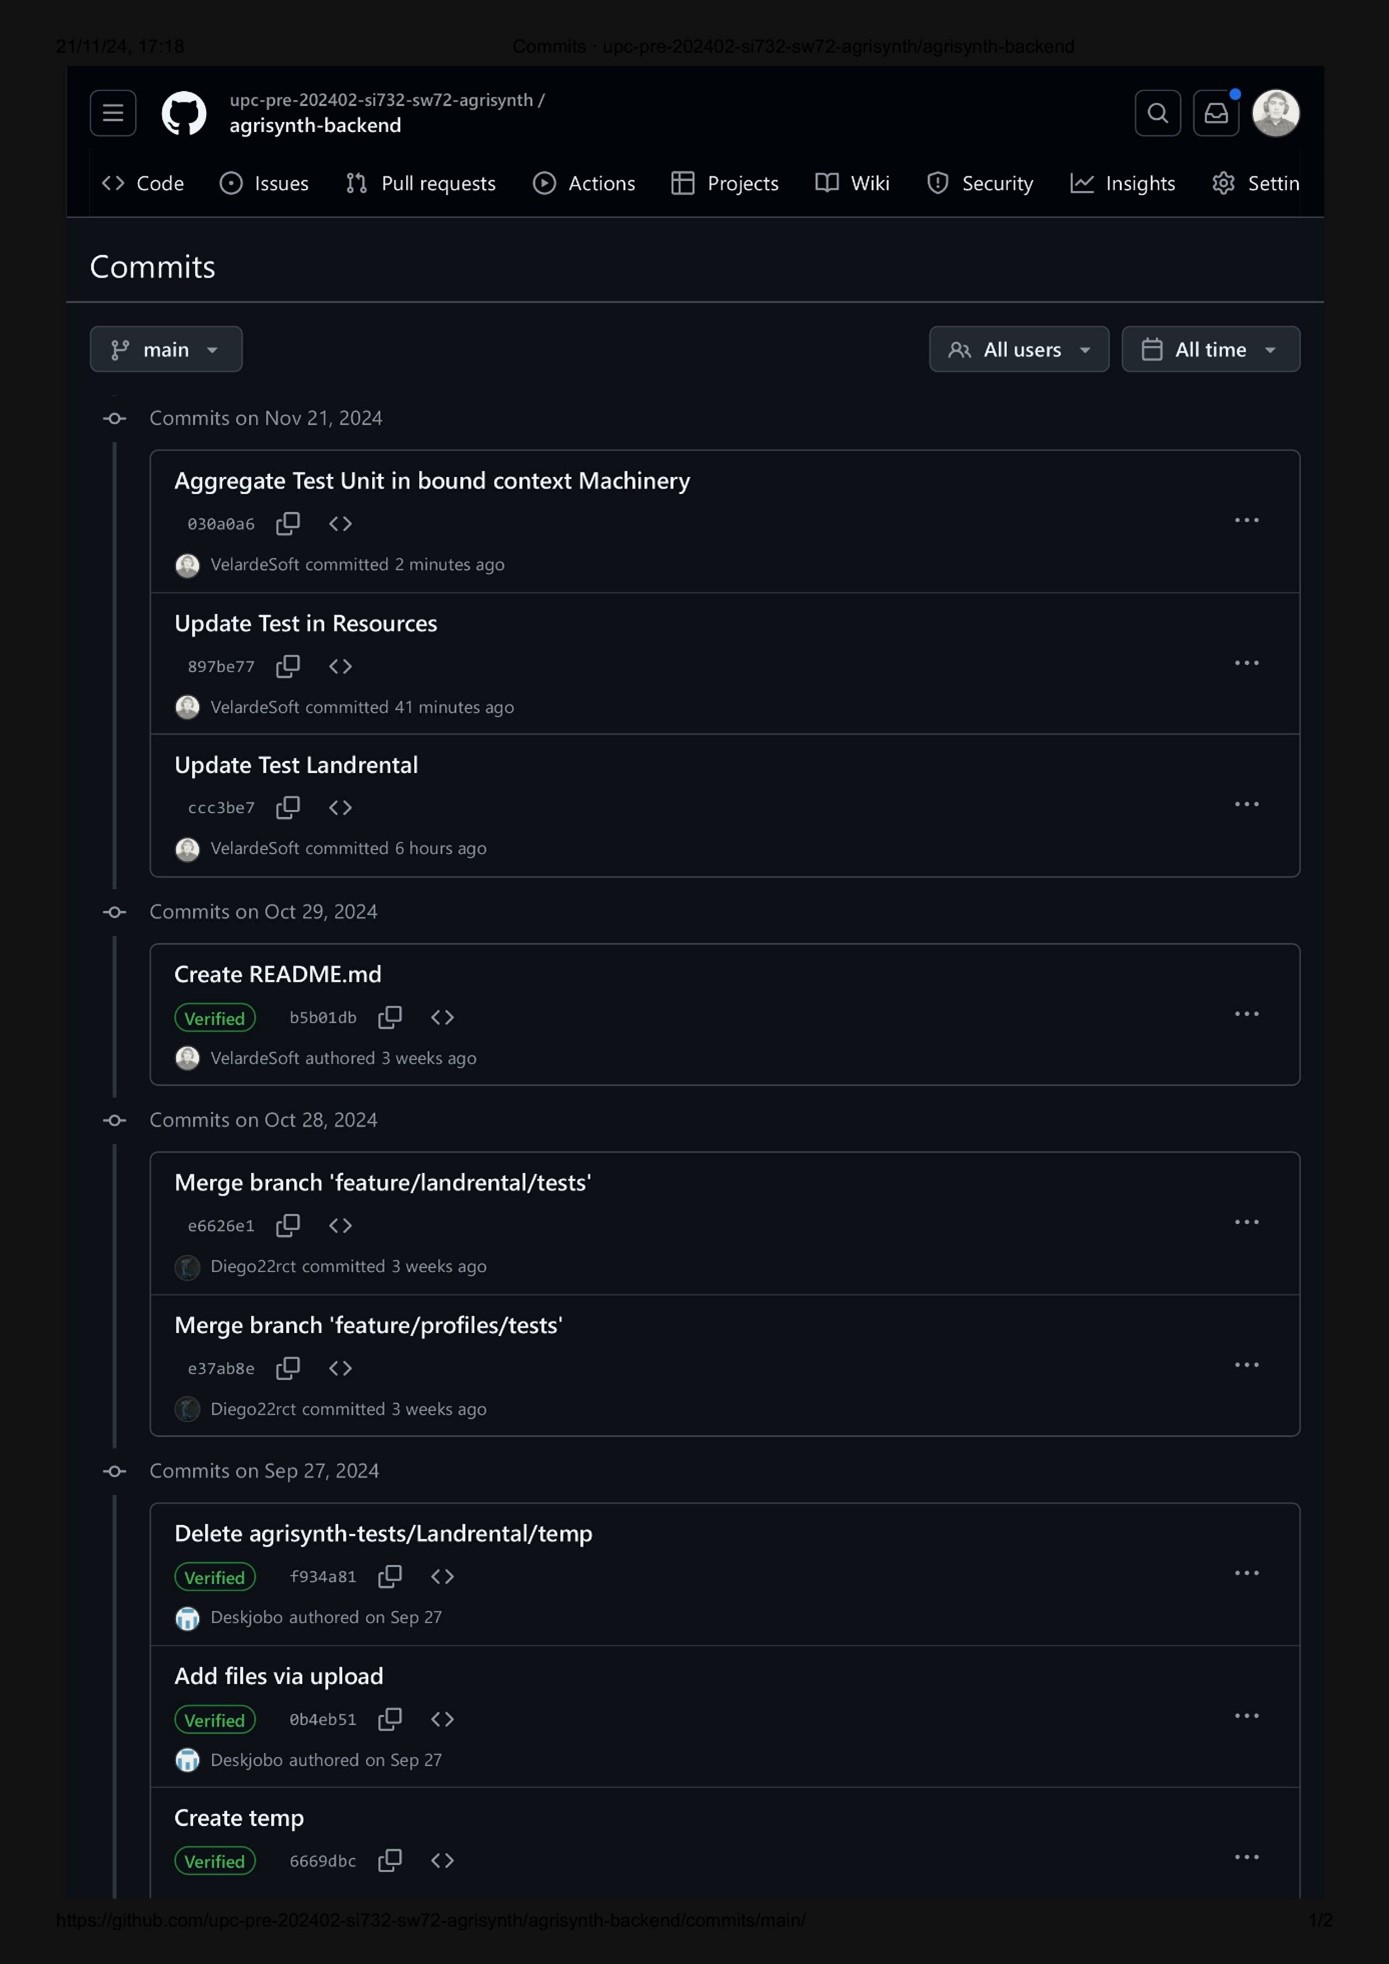 21/11/24, 17:18
Commits · upc-pre-202402-si732-sw72-agrisynth/agrisynth-backend
upc-pre-202402-si732-sw72-agrisynth /
agrisynth-backend
Code Issues Pull requests Actions Projects Wiki Security Insights Settin
Commits
main
All users All time
Commits on Nov 21, 2024
Aggregate Test Unit in bound context Machinery
030a0a6
VelardeSoft committed 2 minutes ago
Update Test in Resources
897be77
VelardeSoft committed 41 minutes ago
Update Test Landrental
ccc3be7
VelardeSoft committed 6 hours ago
Commits on Oct 29, 2024
Create README.md
Verified b5b01db
VelardeSoft authored 3 weeks ago
Commits on Oct 28, 2024
Merge branch 'feature/landrental/tests'
e6626e1
Diego22rct committed 3 weeks ago
Merge branch 'feature/profiles/tests'
e37ab8e
Diego22rct committed 3 weeks ago
Commits on Sep 27, 2024
Delete agrisynth-tests/Landrental/temp
Verified f934a81
Deskjobo authored on Sep 27
Add files via upload
Verified 0b4eb51
Deskjobo authored on Sep 27
Create temp
Verified 6669dbc
https://github.com/upc-pre-202402-si732-sw72-agrisynth/agrisynth-backend/commits/main/
1/2